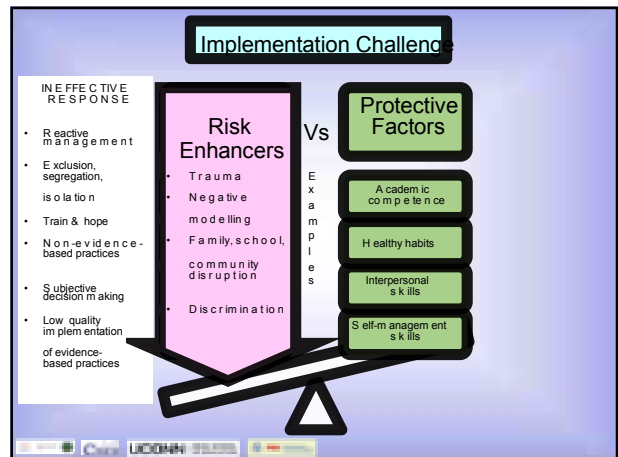 Implementation Challenge
INEFFECTIVE
RESPONSE
• Reactive
management
• Exclusion,
segregation,
isolation
• Train & hope
• Non-evidence-
based practices
• Subjective
decision making
• Low quality
implementation
of evidence-
based practices
Risk
Enhancers
• Trauma
• Negative
modelling
• Family, school,
community
disruption
• Discrimination
Vs
Examples
Protective
Factors
Academic
competence
Healthy habits
Interpersonal
skills
Self-management
skills
UCONN